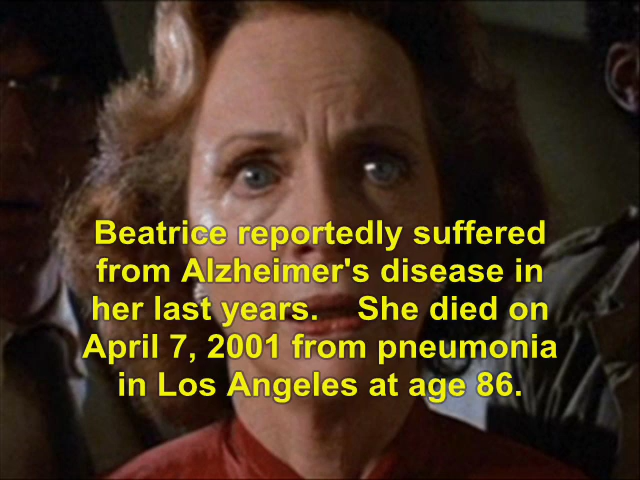 Beatrice reportedly suffered
from Alzheimer's disease in
her last years.    She died on
April 7, 2001 from pneumonia
in Los Angeles at age 86.